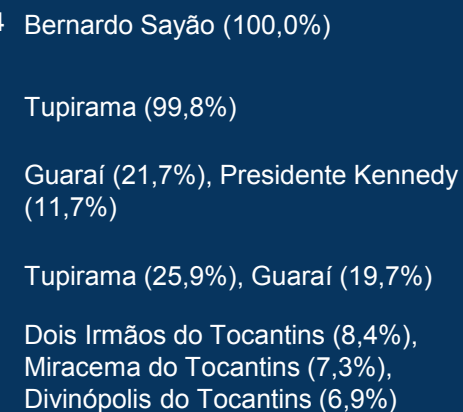 4 Bernardo Sayão (100,0%)
Tupirama (99,8%)
Guaraí (21,7%), Presidente Kennedy
(11,7%)
Tupirama (25,9%), Guaraí (19,7%)
Dois Irmãos do Tocantins (8,4%),
Miracema do Tocantins (7,3%),
Divinópolis do Tocantins (6,9%)